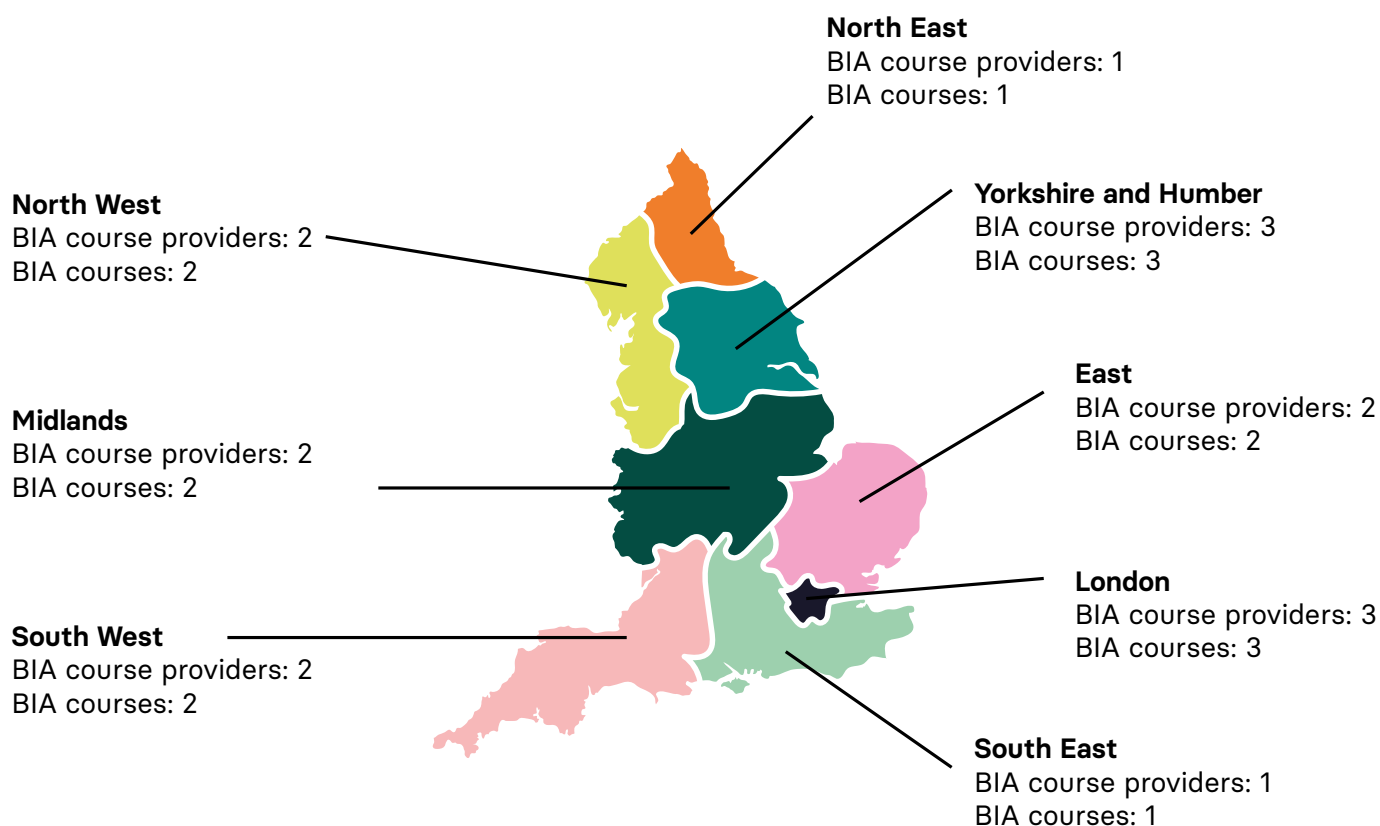 North East
BIA course providers: 1
BIA courses: 1
North West
BIA course providers: 2
BIA courses: 2
Yorkshire and Humber
BIA course providers: 3
BIA courses: 3
East
BIA course providers: 2
BIA courses: 2
Midlands
BIA course providers: 2
BIA courses: 2
London
BIA course providers: 3
BIA courses: 3
South West
BIA course providers: 2
BIA courses: 2
South East
BIA course providers: 1
BIA courses: 1